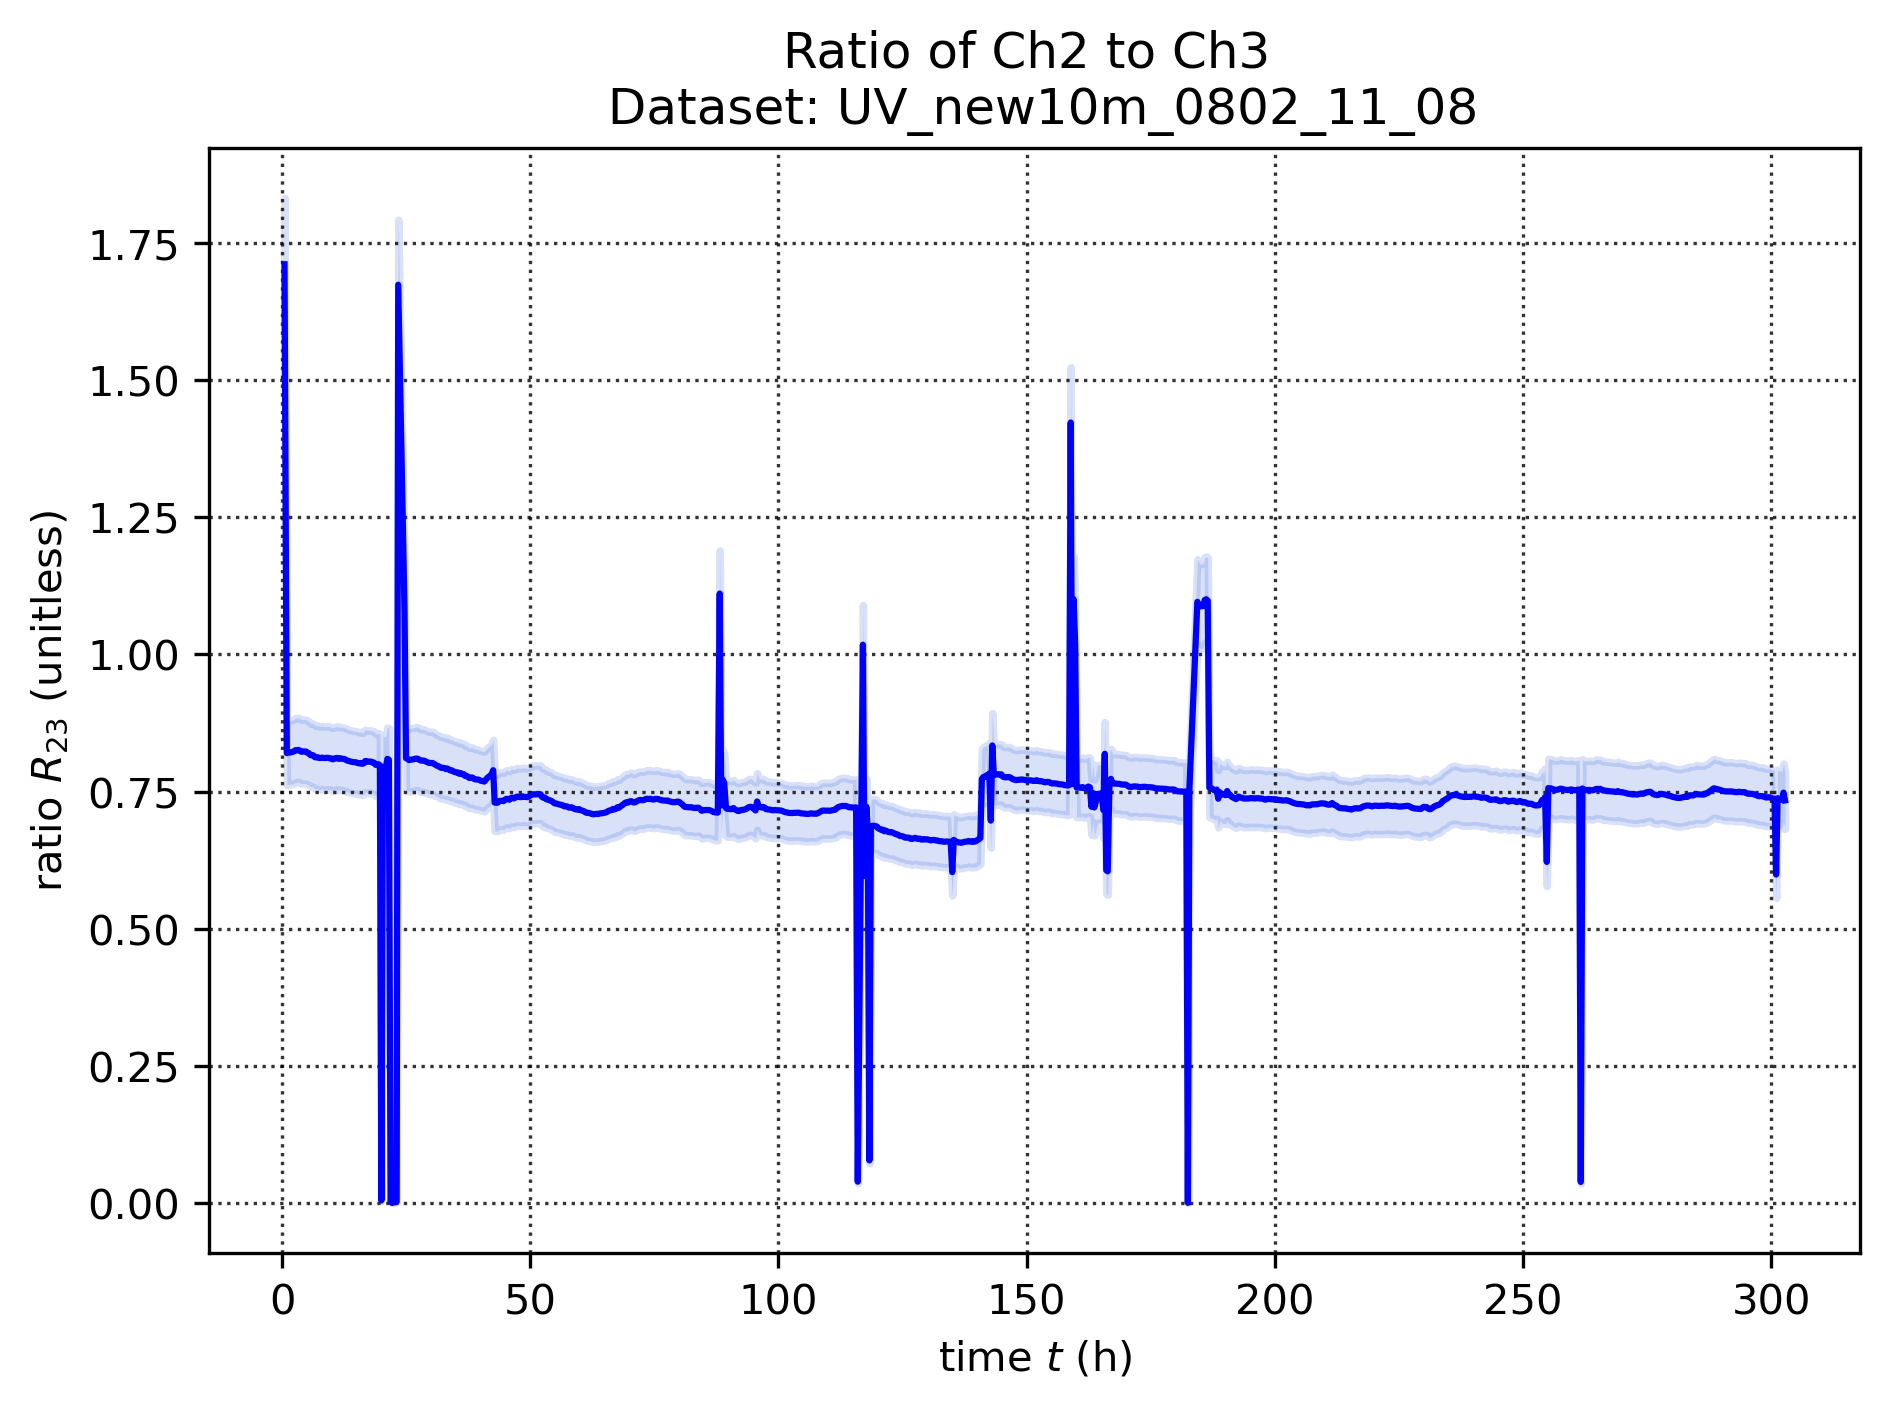 Ratio of Ch2 to Ch3
Dataset: UV_new10m_0802_11_08
ratio R₂₃ (unitless)
1.75
1.50
1.25
1.00
0.75
0.50
0.25
0.00
0 50 100 150 200 250 300
time t (h)